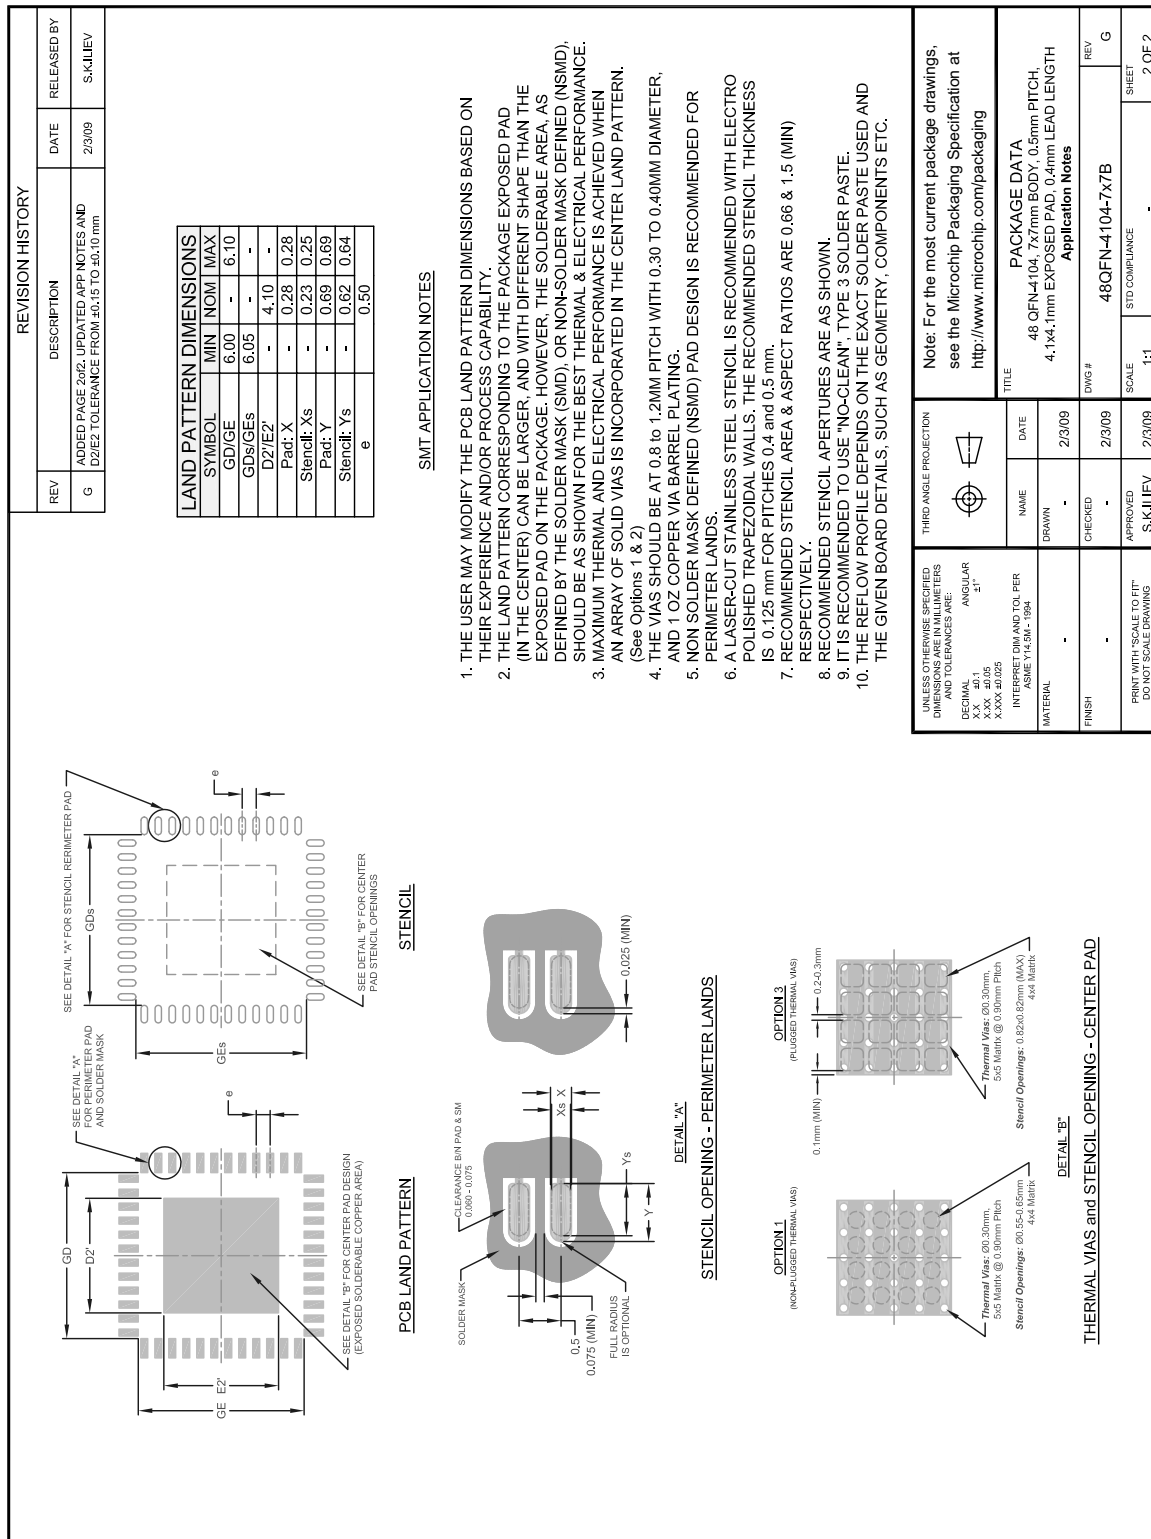 REVISION HISTORY
REV DESCRIPTION DATE RELEASED BY
G ADDED PAGE 2of2. UPDATED APP NOTES AND
D2/E2 TOLERANCE FROM ±0.15 TO ±0.10 mm 2/3/09 S.K.ILIEV
SEE DETAIL "A"
FOR PERIMETER PAD
AND SOLDER MASK
GD
D2'
GE
E2'
e
SEE DETAIL "B" FOR CENTER PAD DESIGN
(EXPOSED SOLDERABLE COPPER AREA)
PCB LAND PATTERN
SEE DETAIL "A" FOR STENCIL RERIMETER PAD
GDs
GEs
e
SEE DETAIL "B" FOR CENTER
PAD STENCIL OPENINGS
STENCIL
LAND PATTERN DIMENSIONS
SYMBOL MIN NOM MAX
GD/GE 6.00 - 6.10
GDs/GEs 6.05 - -
D2'/E2' - 4.10 -
Pad: X - 0.28 0.28
Stencil: Xs - 0.23 0.25
Pad: Y - 0.69 0.69
Stencil: Ys - 0.62 0.64
e 0.50
SOLDER MASK
CLEARANCE B/N PAD & SM
0.060 - 0.075
0.5
0.075 (MIN)
FULL RADIUS
IS OPTIONAL
Xs X
Ys
Y
0.025 (MIN)
DETAIL "A"
STENCIL OPENING - PERIMETER LANDS
OPTION 1
(NON-PLUGGED THERMAL VIAS)
Thermal Vias: Ø0.30mm,
5x5 Matrix @ 0.90mm Pitch
Stencil Openings: Ø0.55-0.65mm
4x4 Matrix
OPTION 3
(PLUGGED THERMAL VIAS)
0.1mm (MIN)
0.2-0.3mm
Thermal Vias: Ø0.30mm,
5x5 Matrix @ 0.90mm Pitch
Stencil Openings: 0.82x0.82mm (MAX)
4x4 Matrix
DETAIL "B"
THERMAL VIAS and STENCIL OPENING - CENTER PAD
SMT APPLICATION NOTES
1. THE USER MAY MODIFY THE PCB LAND PATTERN DIMENSIONS BASED ON
THEIR EXPERIENCE AND/OR PROCESS CAPABILITY.
2. THE LAND PATTERN CORRESPONDING TO THE PACKAGE EXPOSED PAD
(IN THE CENTER) CAN BE LARGER, AND WITH DIFFERENT SHAPE THAN THE
EXPOSED PAD ON THE PACKAGE. HOWEVER, THE SOLDERABLE AREA, AS
DEFINED BY THE SOLDER MASK (SMD), OR NON-SOLDER MASK DEFINED (NSMD),
SHOULD BE AS SHOWN FOR THE BEST THERMAL & ELECTRICAL PERFORMANCE.
3. MAXIMUM THERMAL AND ELECTRICAL PERFORMANCE IS ACHIEVED WHEN
AN ARRAY OF SOLID VIAS IS INCORPORATED IN THE CENTER LAND PATTERN.
(See Options 1 & 2)
4. THE VIAS SHOULD BE AT 0.8 to 1.2MM PITCH WITH 0.30 TO 0.40MM DIAMETER,
AND 1 OZ COPPER VIA BARREL PLATING.
5. NON SOLDER MASK DEFINED (NSMD) PAD DESIGN IS RECOMMENDED FOR
PERIMETER LANDS.
6. A LASER-CUT STAINLESS STEEL STENCIL IS RECOMMENDED WITH ELECTRO
POLISHED TRAPEZOIDAL WALLS. THE RECOMMENDED STENCIL THICKNESS
IS 0.125 mm FOR PITCHES 0.4 and 0.5 mm.
7. RECOMMENDED STENCIL AREA & ASPECT RATIOS ARE 0.66 & 1.5 (MIN)
RESPECTIVELY.
8. RECOMMENDED STENCIL APERTURES ARE AS SHOWN.
9. IT IS RECOMMENDED TO USE "NO-CLEAN", TYPE 3 SOLDER PASTE.
10. THE REFLOW PROFILE DEPENDS ON THE EXACT SOLDER PASTE USED AND
THE GIVEN BOARD DETAILS, SUCH AS GEOMETRY, COMPONENTS ETC.
UNLESS OTHERWISE SPECIFIED
DIMENSIONS ARE IN MILLIMETERS
AND TOLERANCES ARE:
DECIMAL ANGULAR
X.X ±0.1 ±1°
X.XX ±0.05
X.XXX ±0.025
INTERPRET DIM AND TOL PER
ASME Y14.5M - 1994
MATERIAL
-
FINISH
-
PRINT WITH "SCALE TO FIT"
DO NOT SCALE DRAWING
THIRD ANGLE PROJECTION
NAME DATE
DRAWN
- 2/3/09
CHECKED
- 2/3/09
APPROVED
S.K.ILIEV 2/3/09
Note: For the most current package drawings,
see the Microchip Packaging Specification at
http://www.microchip.com/packaging
TITLE
PACKAGE DATA
48 QFN-4104, 7x7mm BODY, 0.5mm PITCH,
4.1x4.1mm EXPOSED PAD, 0.4mm LEAD LENGTH
Application Notes
DWG # REV
48QFN-4104-7x7B G
SCALE STD COMPLIANCE SHEET
1:1 - 2 OF 2